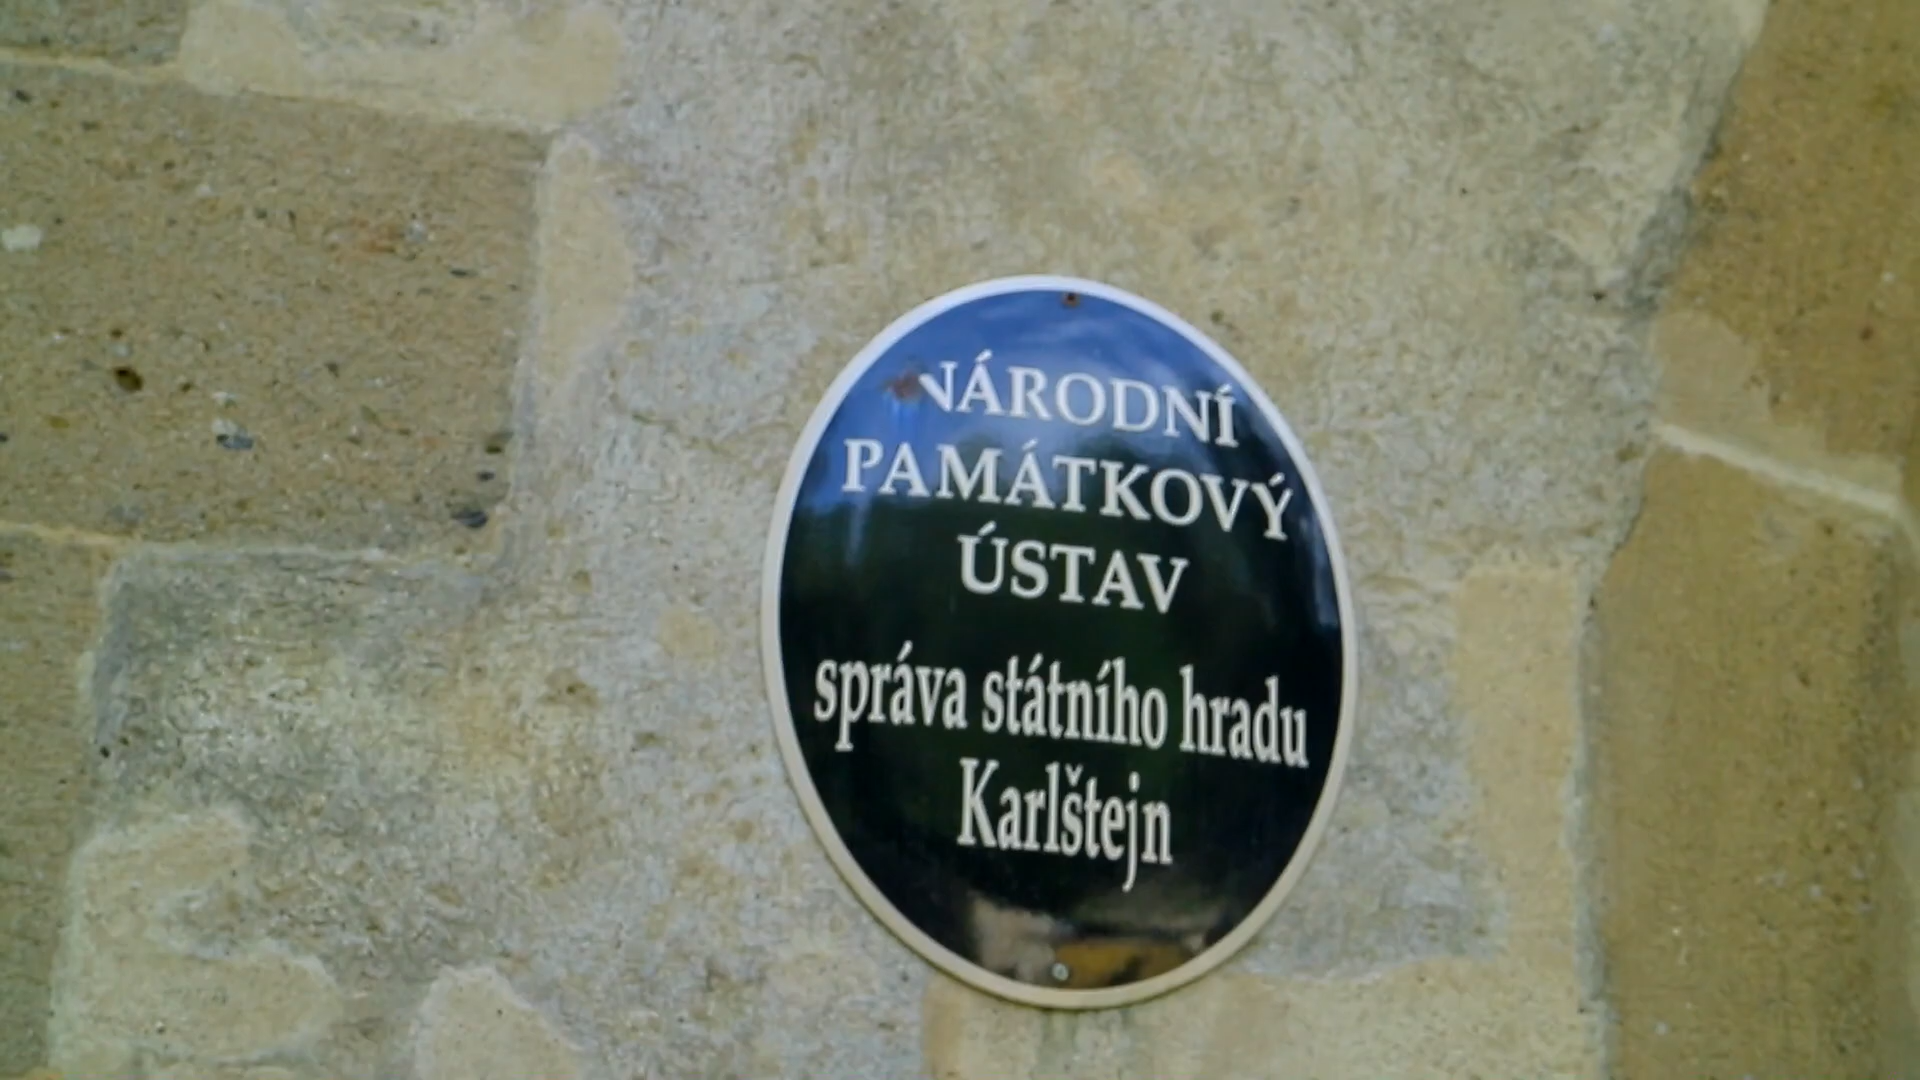 NÁRODNÍ
PAMÁTKOVÝ
ÚSTAV
správa státního hradu
Karlštejn